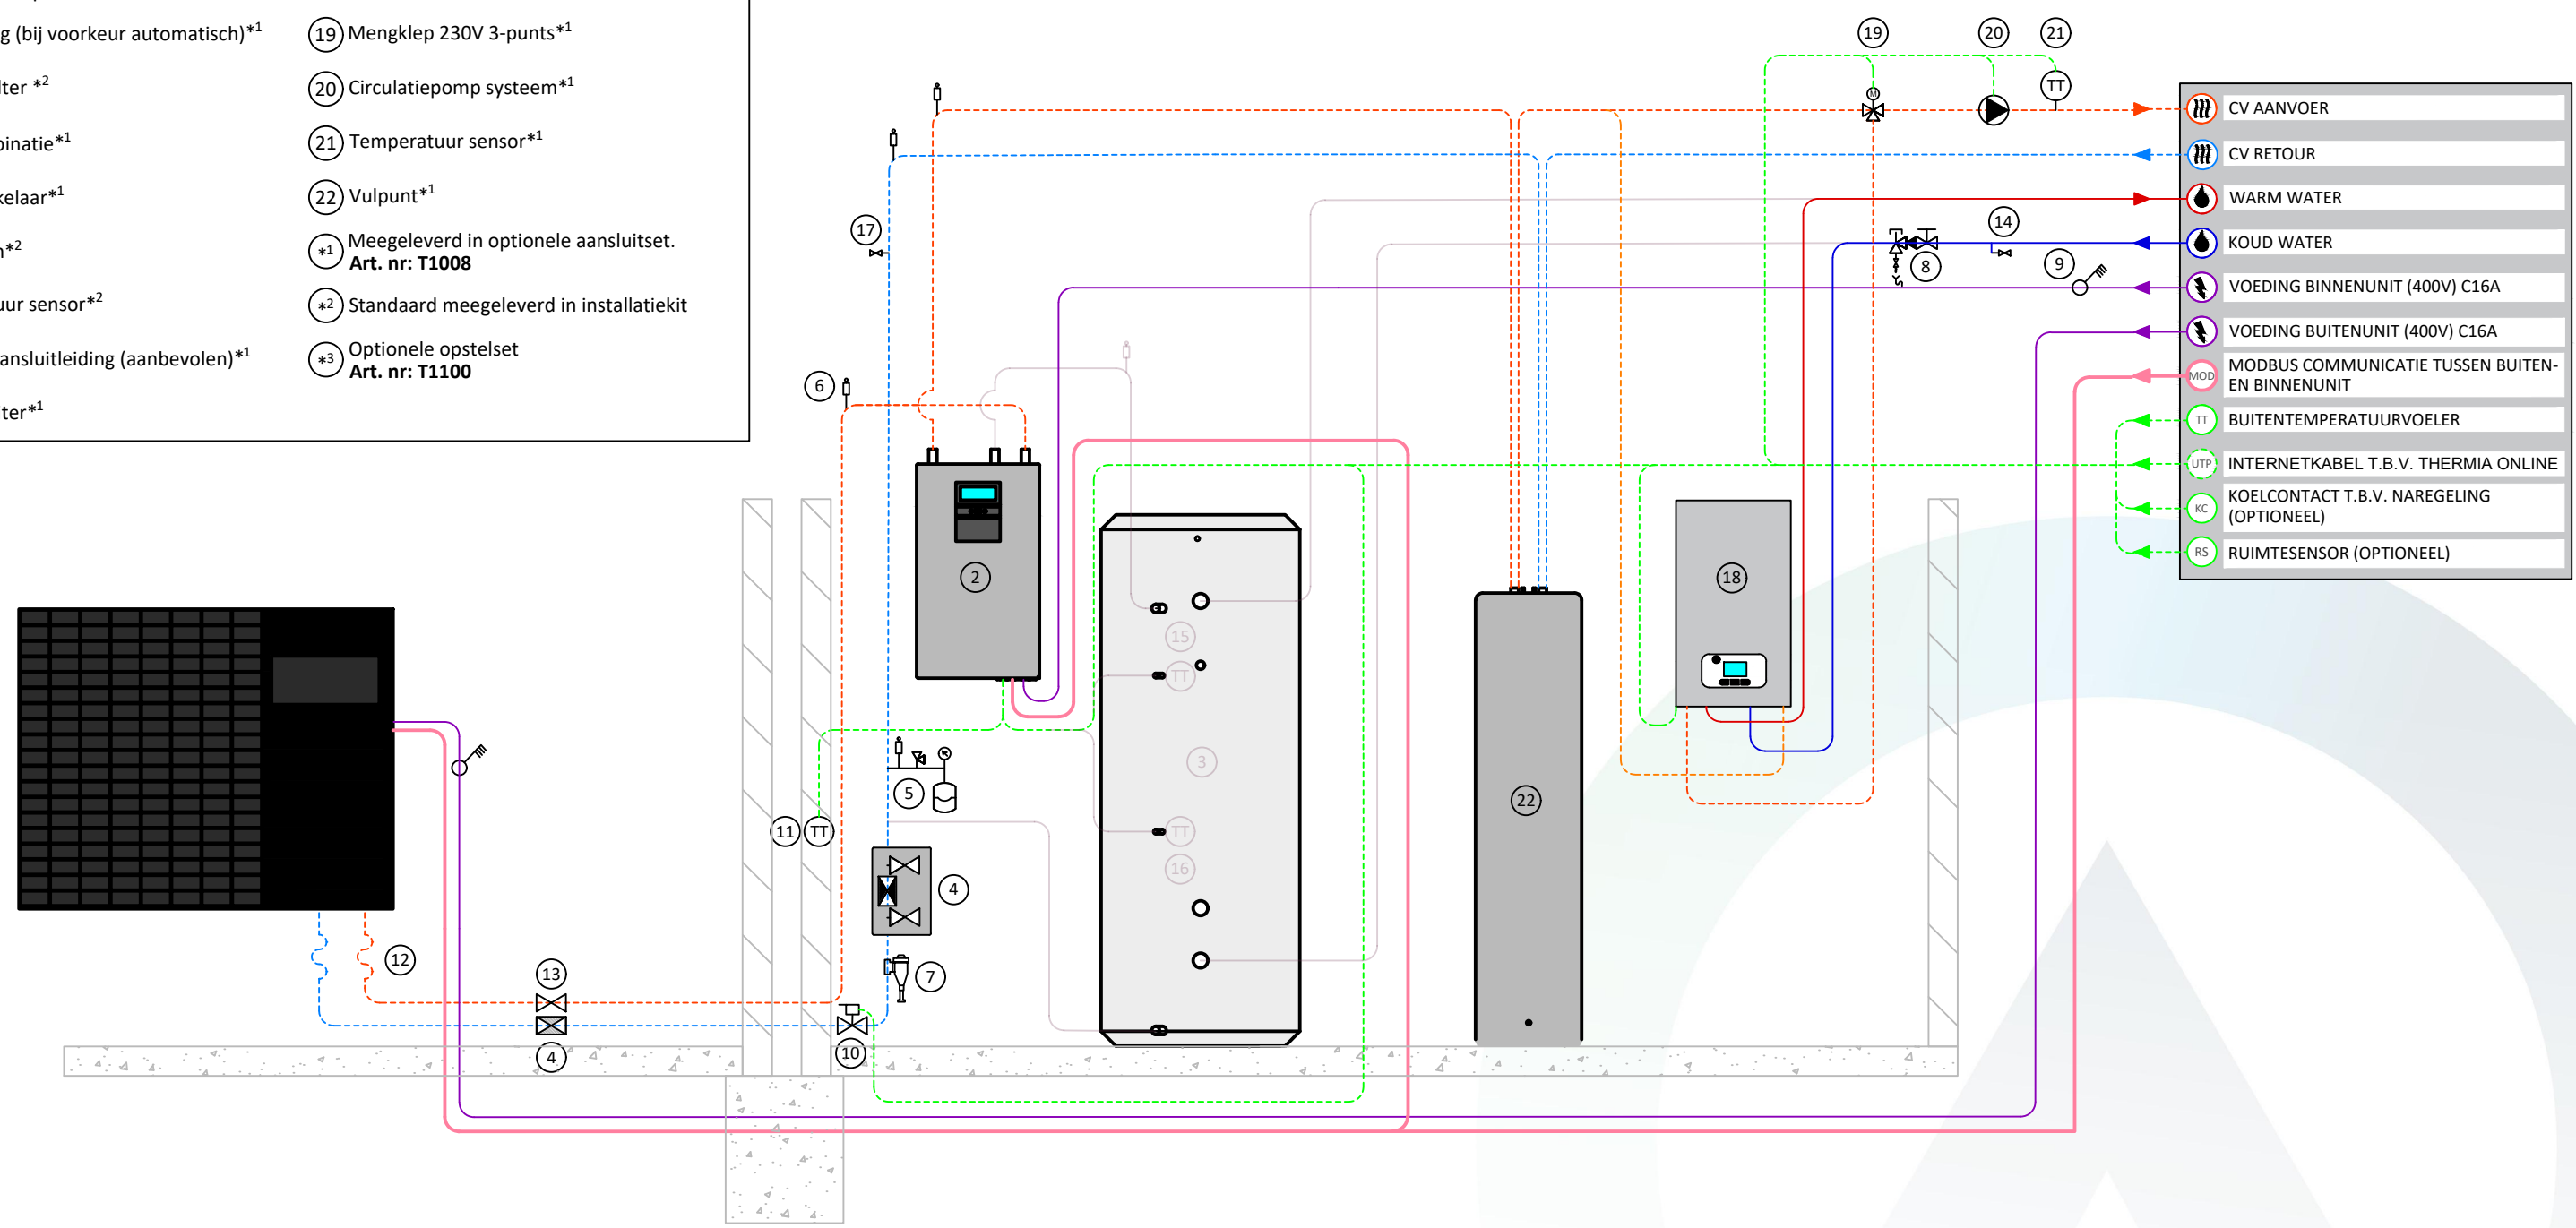 g (bij voorkeur automatisch)*1
lter *2
binatie*1
kelaar*1
n*2
uur sensor*2
ansluitleiding (aanbevolen)*1
ter*1
19 Mengklep 230V 3-punts*1
20 Circulatiepomp systeem*1
21 Temperatuur sensor*1
22 Vulpunt*1
*1 Meegeleverd in optionele aansluitset.
Art. nr: T1008
*2 Standaard meegeleverd in installatiekit
*3 Optionele opstelset
Art. nr: T1100
19 20 21
TT
M
CV AANVOER
CV RETOUR
WARM WATER
KOUD WATER
VOEDING BINNENUNIT (400V) C16A
VOEDING BUITENUNIT (400V) C16A
MOD MODBUS COMMUNICATIE TUSSEN BUITEN-
EN BINNENUNIT
TT BUITENTEMPERATUURVOELER
UTP INTERNETKABEL T.B.V. THERMIA ONLINE
KC KOELCONTACT T.B.V. NAREGELING
(OPTIONEEL)
RS RUIMTESENSOR (OPTIONEEL)
17
14
8
9
6
2
18
15
TT
3
5
22
11 TT
TT
16
4
12
13
7
10
4